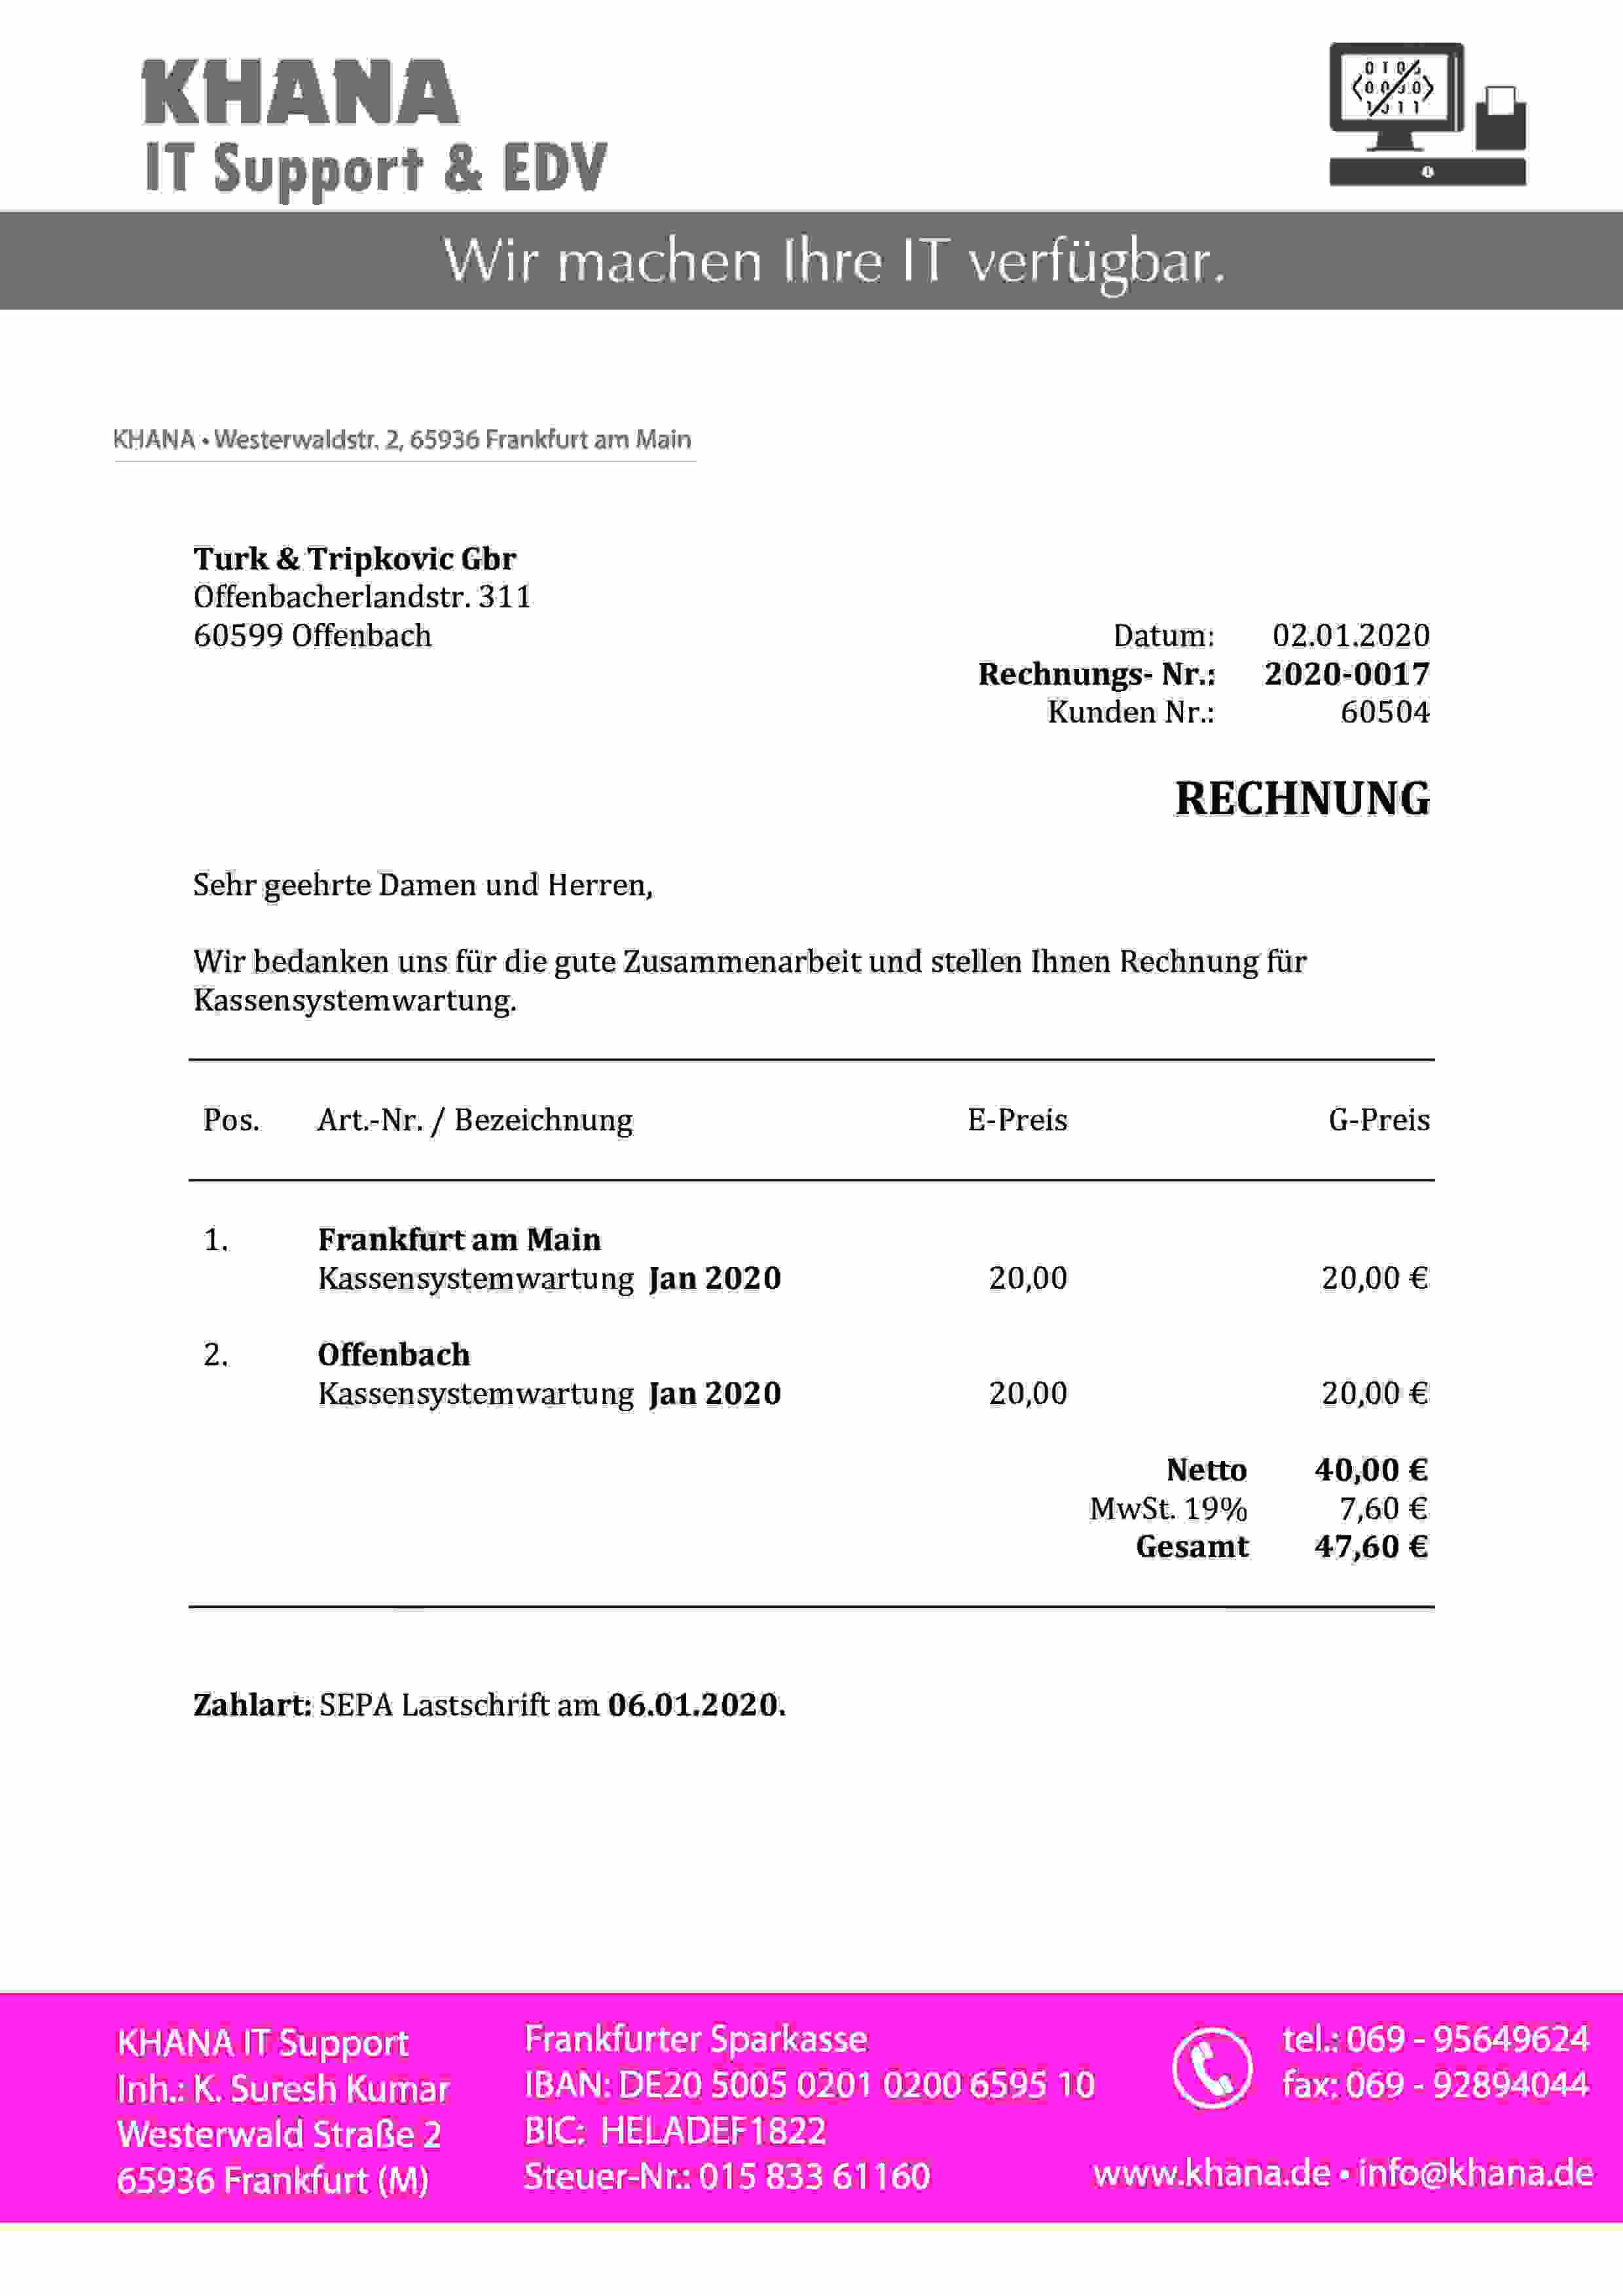 KHANA
IT Support & EDV
Wir machen Ihre IT verfügbar.
KHANA • Westerwaldstr. 2, 65936 Frankfurt am Main
Turk & Tripkovic Gbr
Offenbacherlandstr. 311
60599 Offenbach
Datum: 02.01.2020
Rechnungs- Nr.: 2020-0017
Kunden Nr.: 60504
RECHNUNG
Sehr geehrte Damen und Herren,
Wir bedanken uns für die gute Zusammenarbeit und stellen Ihnen Rechnung für
Kassensystemwartung.
Pos. Art.-Nr. / Bezeichnung E-Preis G-Preis
1. Frankfurt am Main
Kassensystemwartung Jan 2020 20,00 20,00 €
2. Offenbach
Kassensystemwartung Jan 2020 20,00 20,00 €
Netto 40,00 €
MwSt. 19% 7,60 €
Gesamt 47,60 €
Zahlart: SEPA Lastschrift am 06.01.2020.
KHANA IT Support
Inh.: K. Suresh Kumar
Westerwald Straße 2
65936 Frankfurt (M)
Frankfurter Sparkasse
IBAN: DE20 5005 0201 0200 6595 10
BIC: HELADEF1822
Steuer-Nr.: 015 833 61160
tel.: 069 - 95649624
fax: 069 - 92894044
www.khana.de • info@khana.de